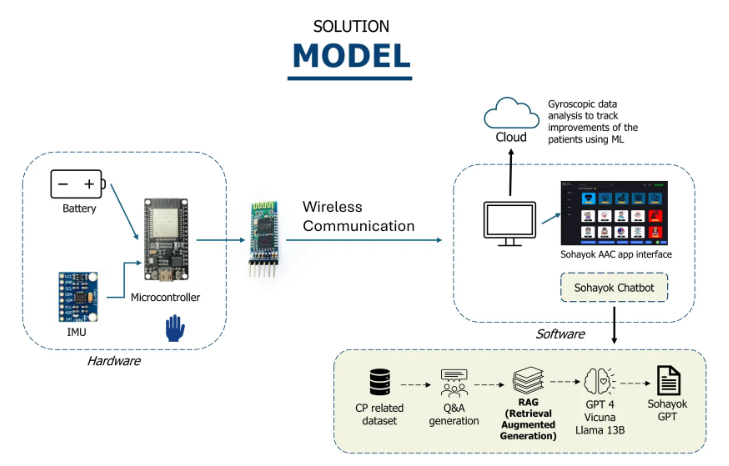 SOLUTION
MODEL
Cloud
Gyroscopic data
analysis to track
improvements of the
patients using ML
Battery
Microcontroller
IMU
Hardware
Wireless
Communication
Sohayok AAC app interface
Sohayok Chatbot
Software
CP related
dataset
Q&A
generation
RAG
(Retrieval
Augmented
Generation)
GPT 4
Vicuna
Llama 13B
Sohayok
GPT